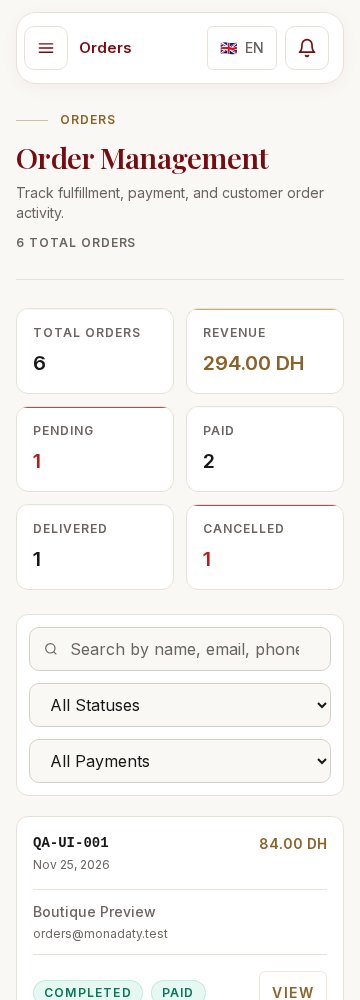 Orders
EN
ORDERS
Order Management
Track fulfillment, payment, and customer order
activity.
6 TOTAL ORDERS
TOTAL ORDERS
6
REVENUE
294.00 DH
PENDING
1
PAID
2
DELIVERED
1
CANCELLED
1
Search by name, email, phone
All Statuses
All Payments
QA-UI-001
84.00 DH
Nov 25, 2026
Boutique Preview
orders@monadaty.test
COMPLETED
PAID
VIEW